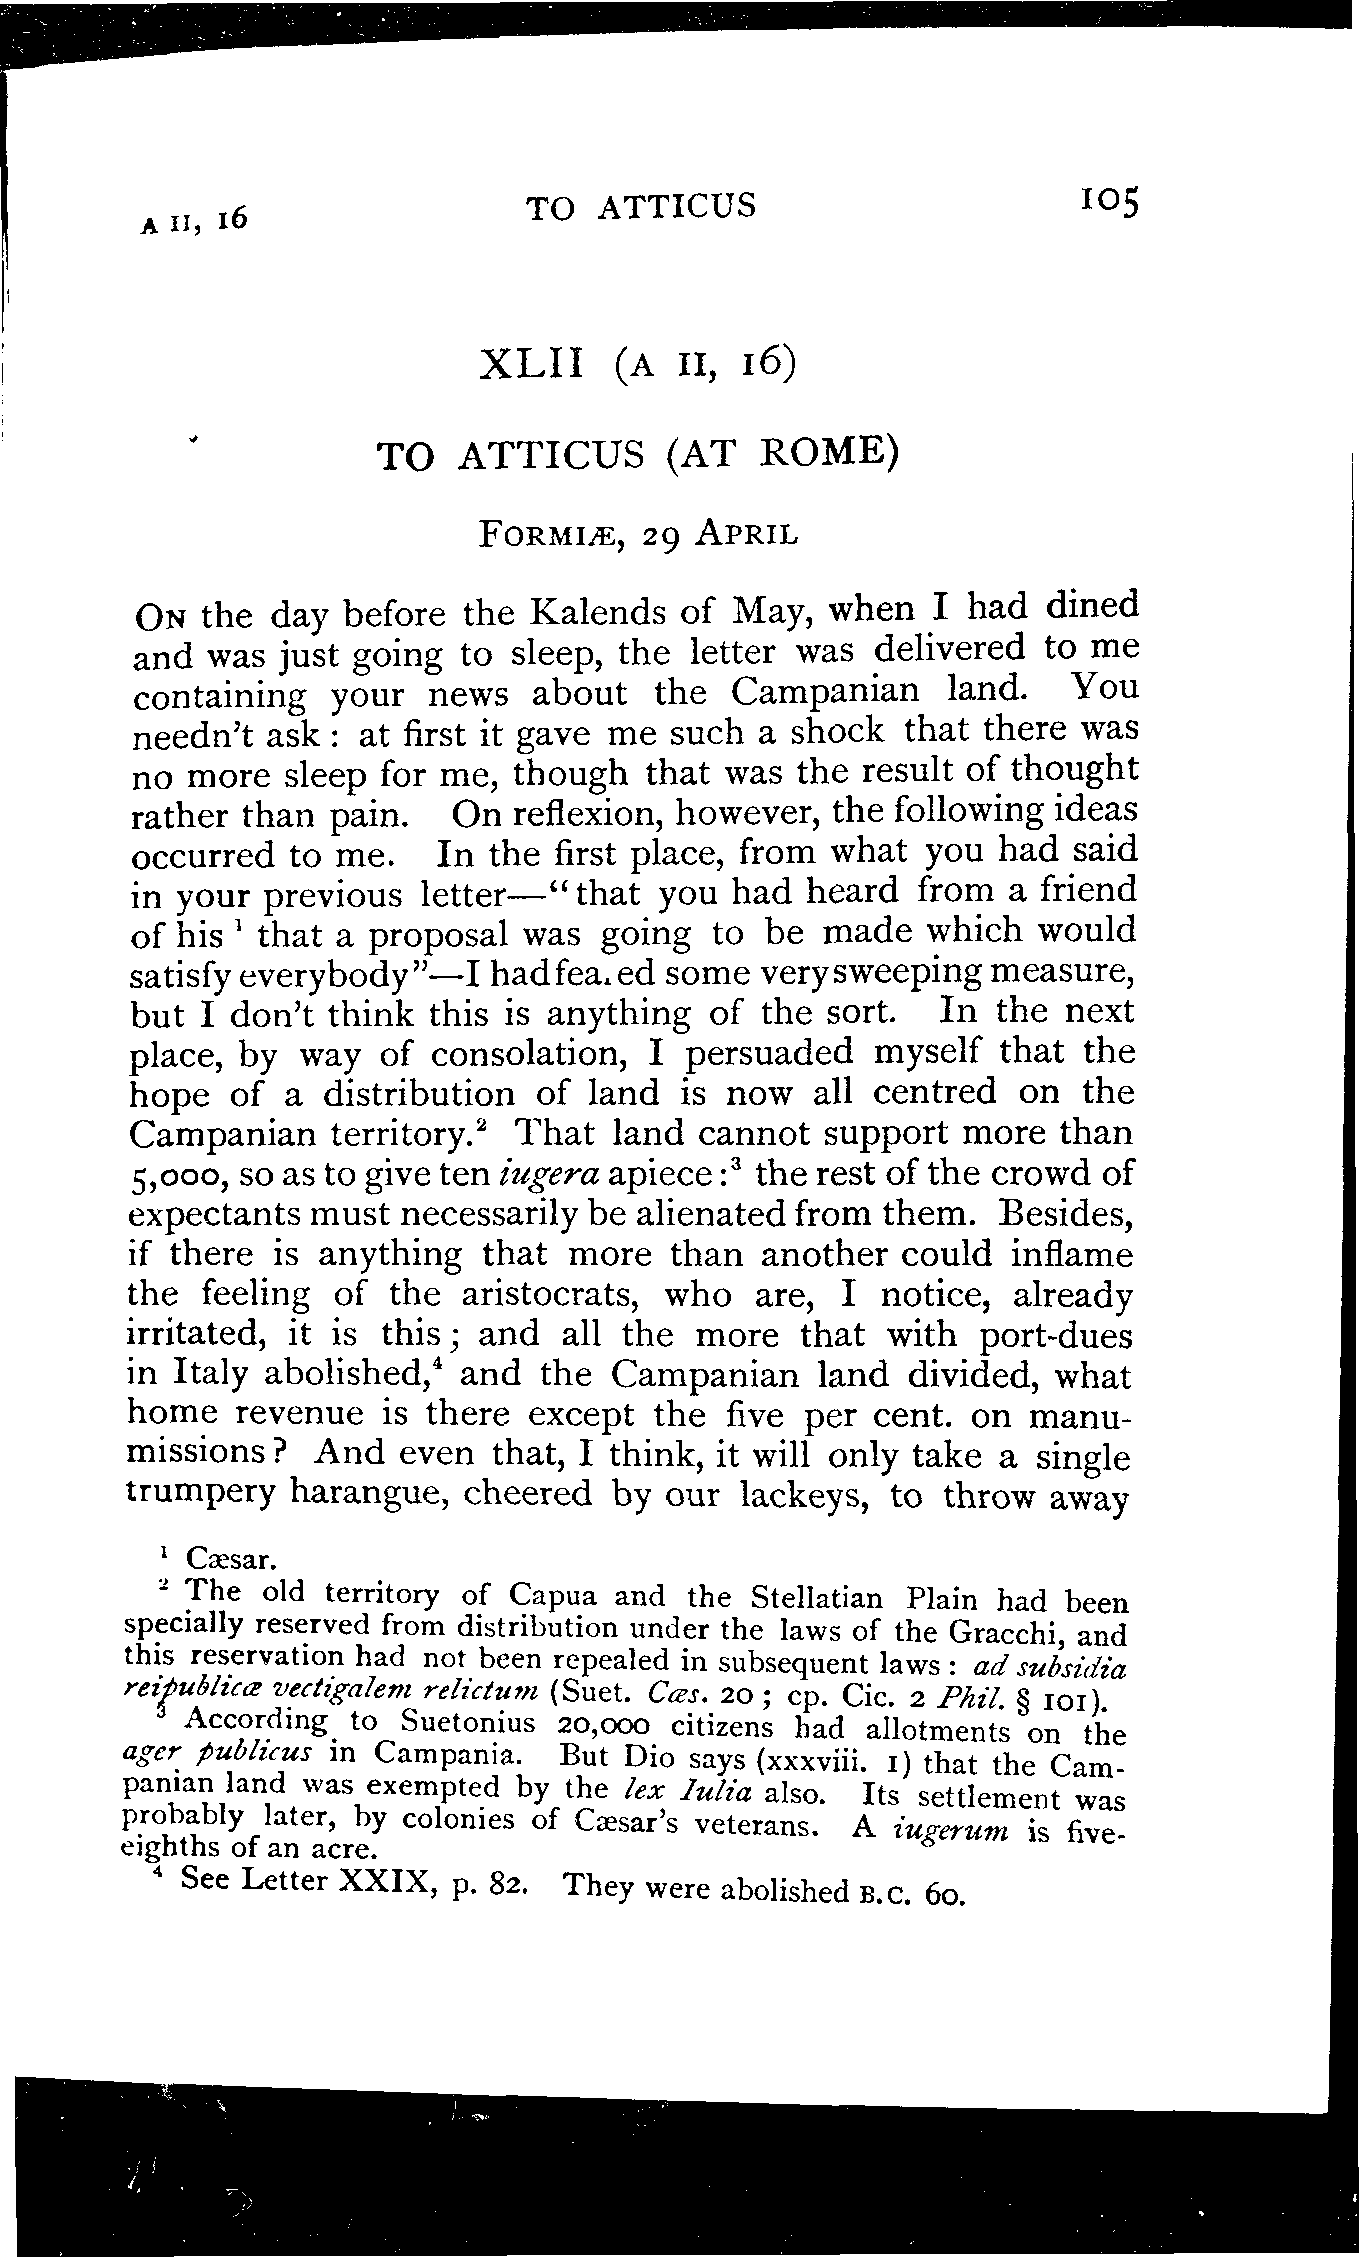 A II, 16 TO ATTICUS 105
XLII (A II, 16)
TO ATTICUS (AT ROME)
FORMIÆ, 29 APRIL
ON the day before the Kalends of May, when I had dined
and was just going to sleep, the letter was delivered to me
containing your news about the Campanian land. You
needn't ask : at first it gave me such a shock that there was
no more sleep for me, though that was the result of thought
rather than pain. On reflexion, however, the following ideas
occurred to me. In the first place, from what you had said
in your previous letter—“that you had heard from a friend
of his ¹ that a proposal was going to be made which would
satisfy everybody”—I had feared some very sweeping measure,
but I don't think this is anything of the sort. In the next
place, by way of consolation, I persuaded myself that the
hope of a distribution of land is now all centred on the
Campanian territory.² That land cannot support more than
5,000, so as to give ten iugera apiece :³ the rest of the crowd of
expectants must necessarily be alienated from them. Besides,
if there is anything that more than another could inflame
the feeling of the aristocrats, who are, I notice, already
irritated, it is this ; and all the more that with port-dues
in Italy abolished,⁴ and the Campanian land divided, what
home revenue is there except the five per cent. on manu-
missions ? And even that, I think, it will only take a single
trumpery harangue, cheered by our lackeys, to throw away
¹ Cæsar.
² The old territory of Capua and the Stellatian Plain had been
specially reserved from distribution under the laws of the Gracchi, and
this reservation had not been repealed in subsequent laws : ad subsidia
reipublicæ vectigalem relictum (Suet. Cæs. 20 ; cp. Cic. 2 Phil. § 101).
³ According to Suetonius 20,000 citizens had allotments on the
ager publicus in Campania. But Dio says (xxxviii. 1) that the Cam-
panian land was exempted by the lex Iulia also. Its settlement was
probably later, by colonies of Cæsar's veterans. A iugerum is five-
eighths of an acre.
⁴ See Letter XXIX, p. 82. They were abolished B.C. 60.